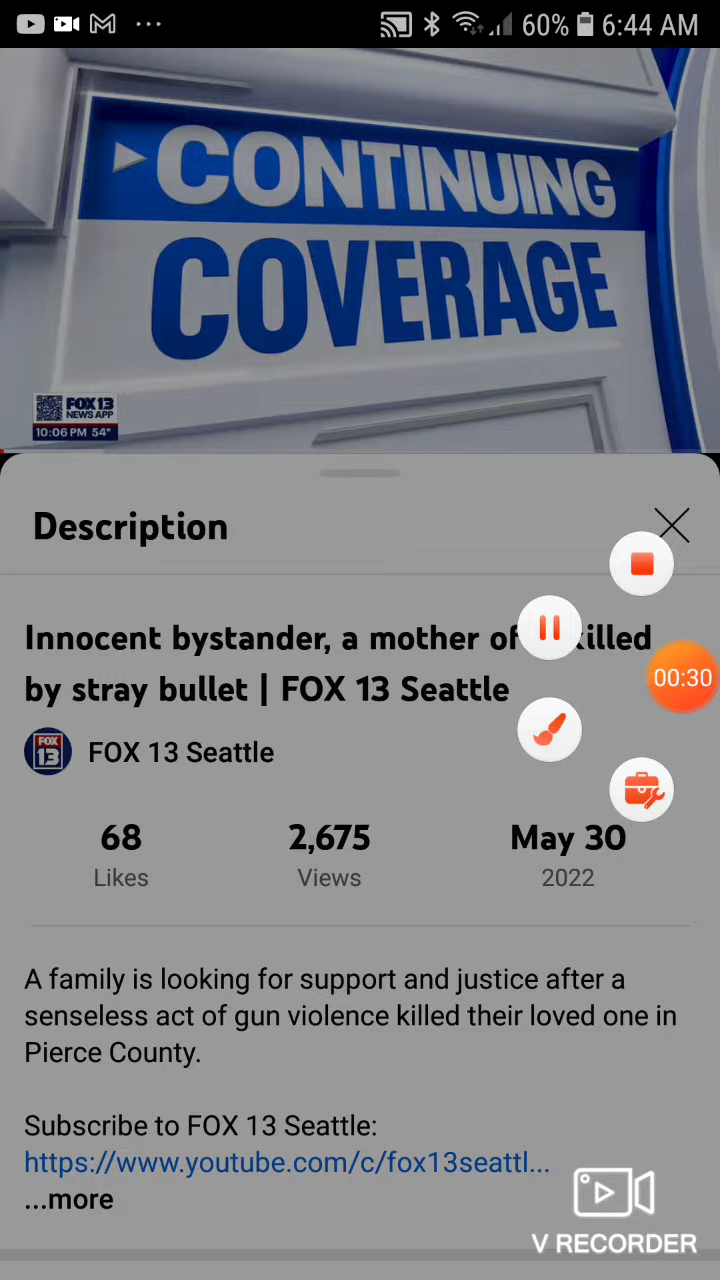 60% 6:44 AM
CONTINUING
COVERAGE
FOX 13
NEWS APP
10:06 PM 54°
Description
Innocent bystander, a mother of killed
by stray bullet | FOX 13 Seattle
00:30
FOX 13
FOX 13 Seattle
68 2,675 May 30
Likes Views 2022
A family is looking for support and justice after a
senseless act of gun violence killed their loved one in
Pierce County.
Subscribe to FOX 13 Seattle:
https://www.youtube.com/c/fox13seattl...
...more
V RECORDER